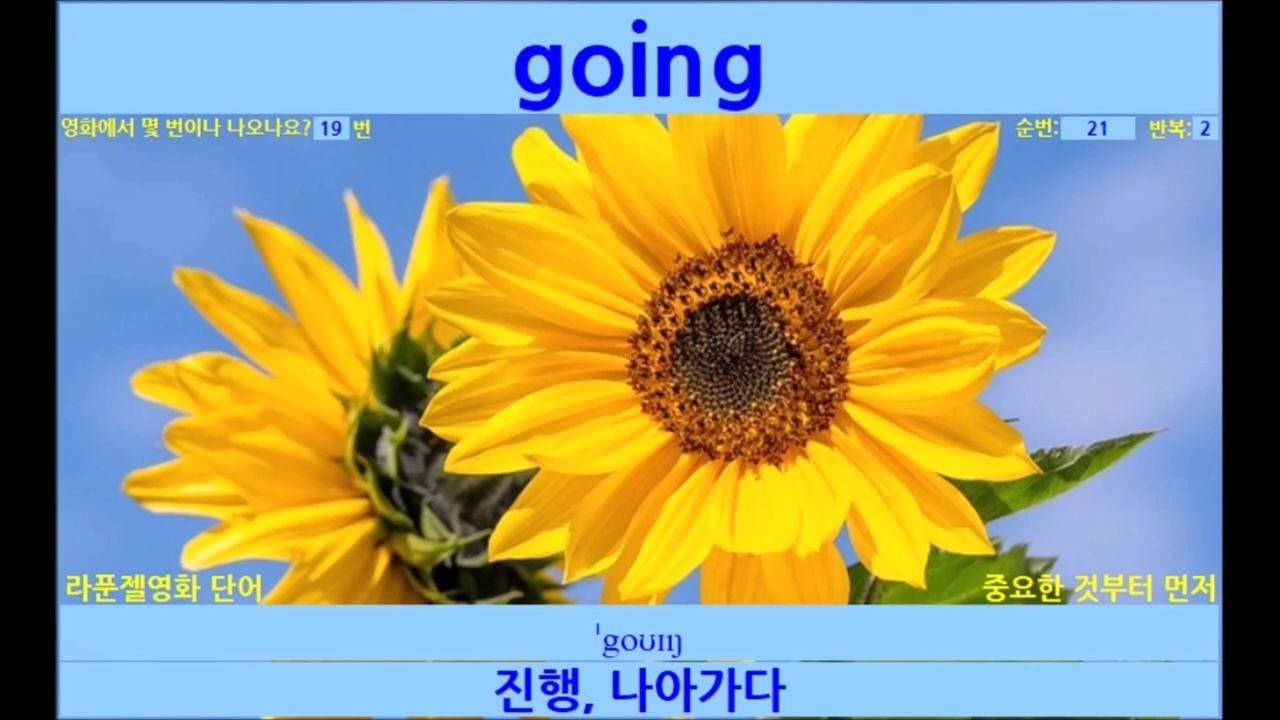 going
영화에서 몇 번이나 나오나요? 19 번 순번: 21 반복: 2
라푼젤영화 단어 중요한 것부터 먼저
ˈgoʊɪŋ
진행, 나아가다